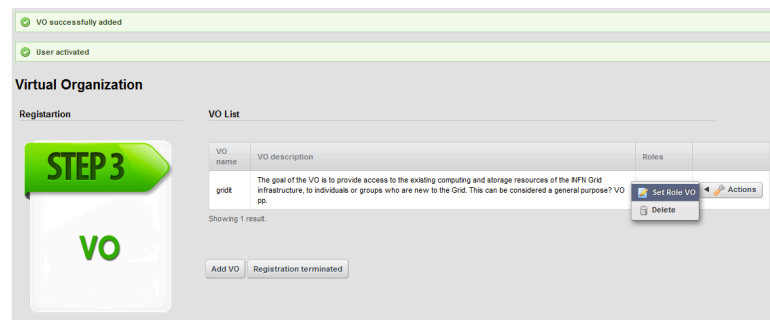 VO successfully added
User activated
Virtual Organization
Registartion
VO List
STEP 3
VO
VO name
VO description
Roles
gridit
The goal of the VO is to provide access to the existing computing and storage resources of the INFN Grid
infrastructure, to individuals or groups who are new to the Grid. This can be considered a general purpose? VO
pp.
Set Role VO
Actions
Delete
Showing 1 result.
Add VO
Registration terminated